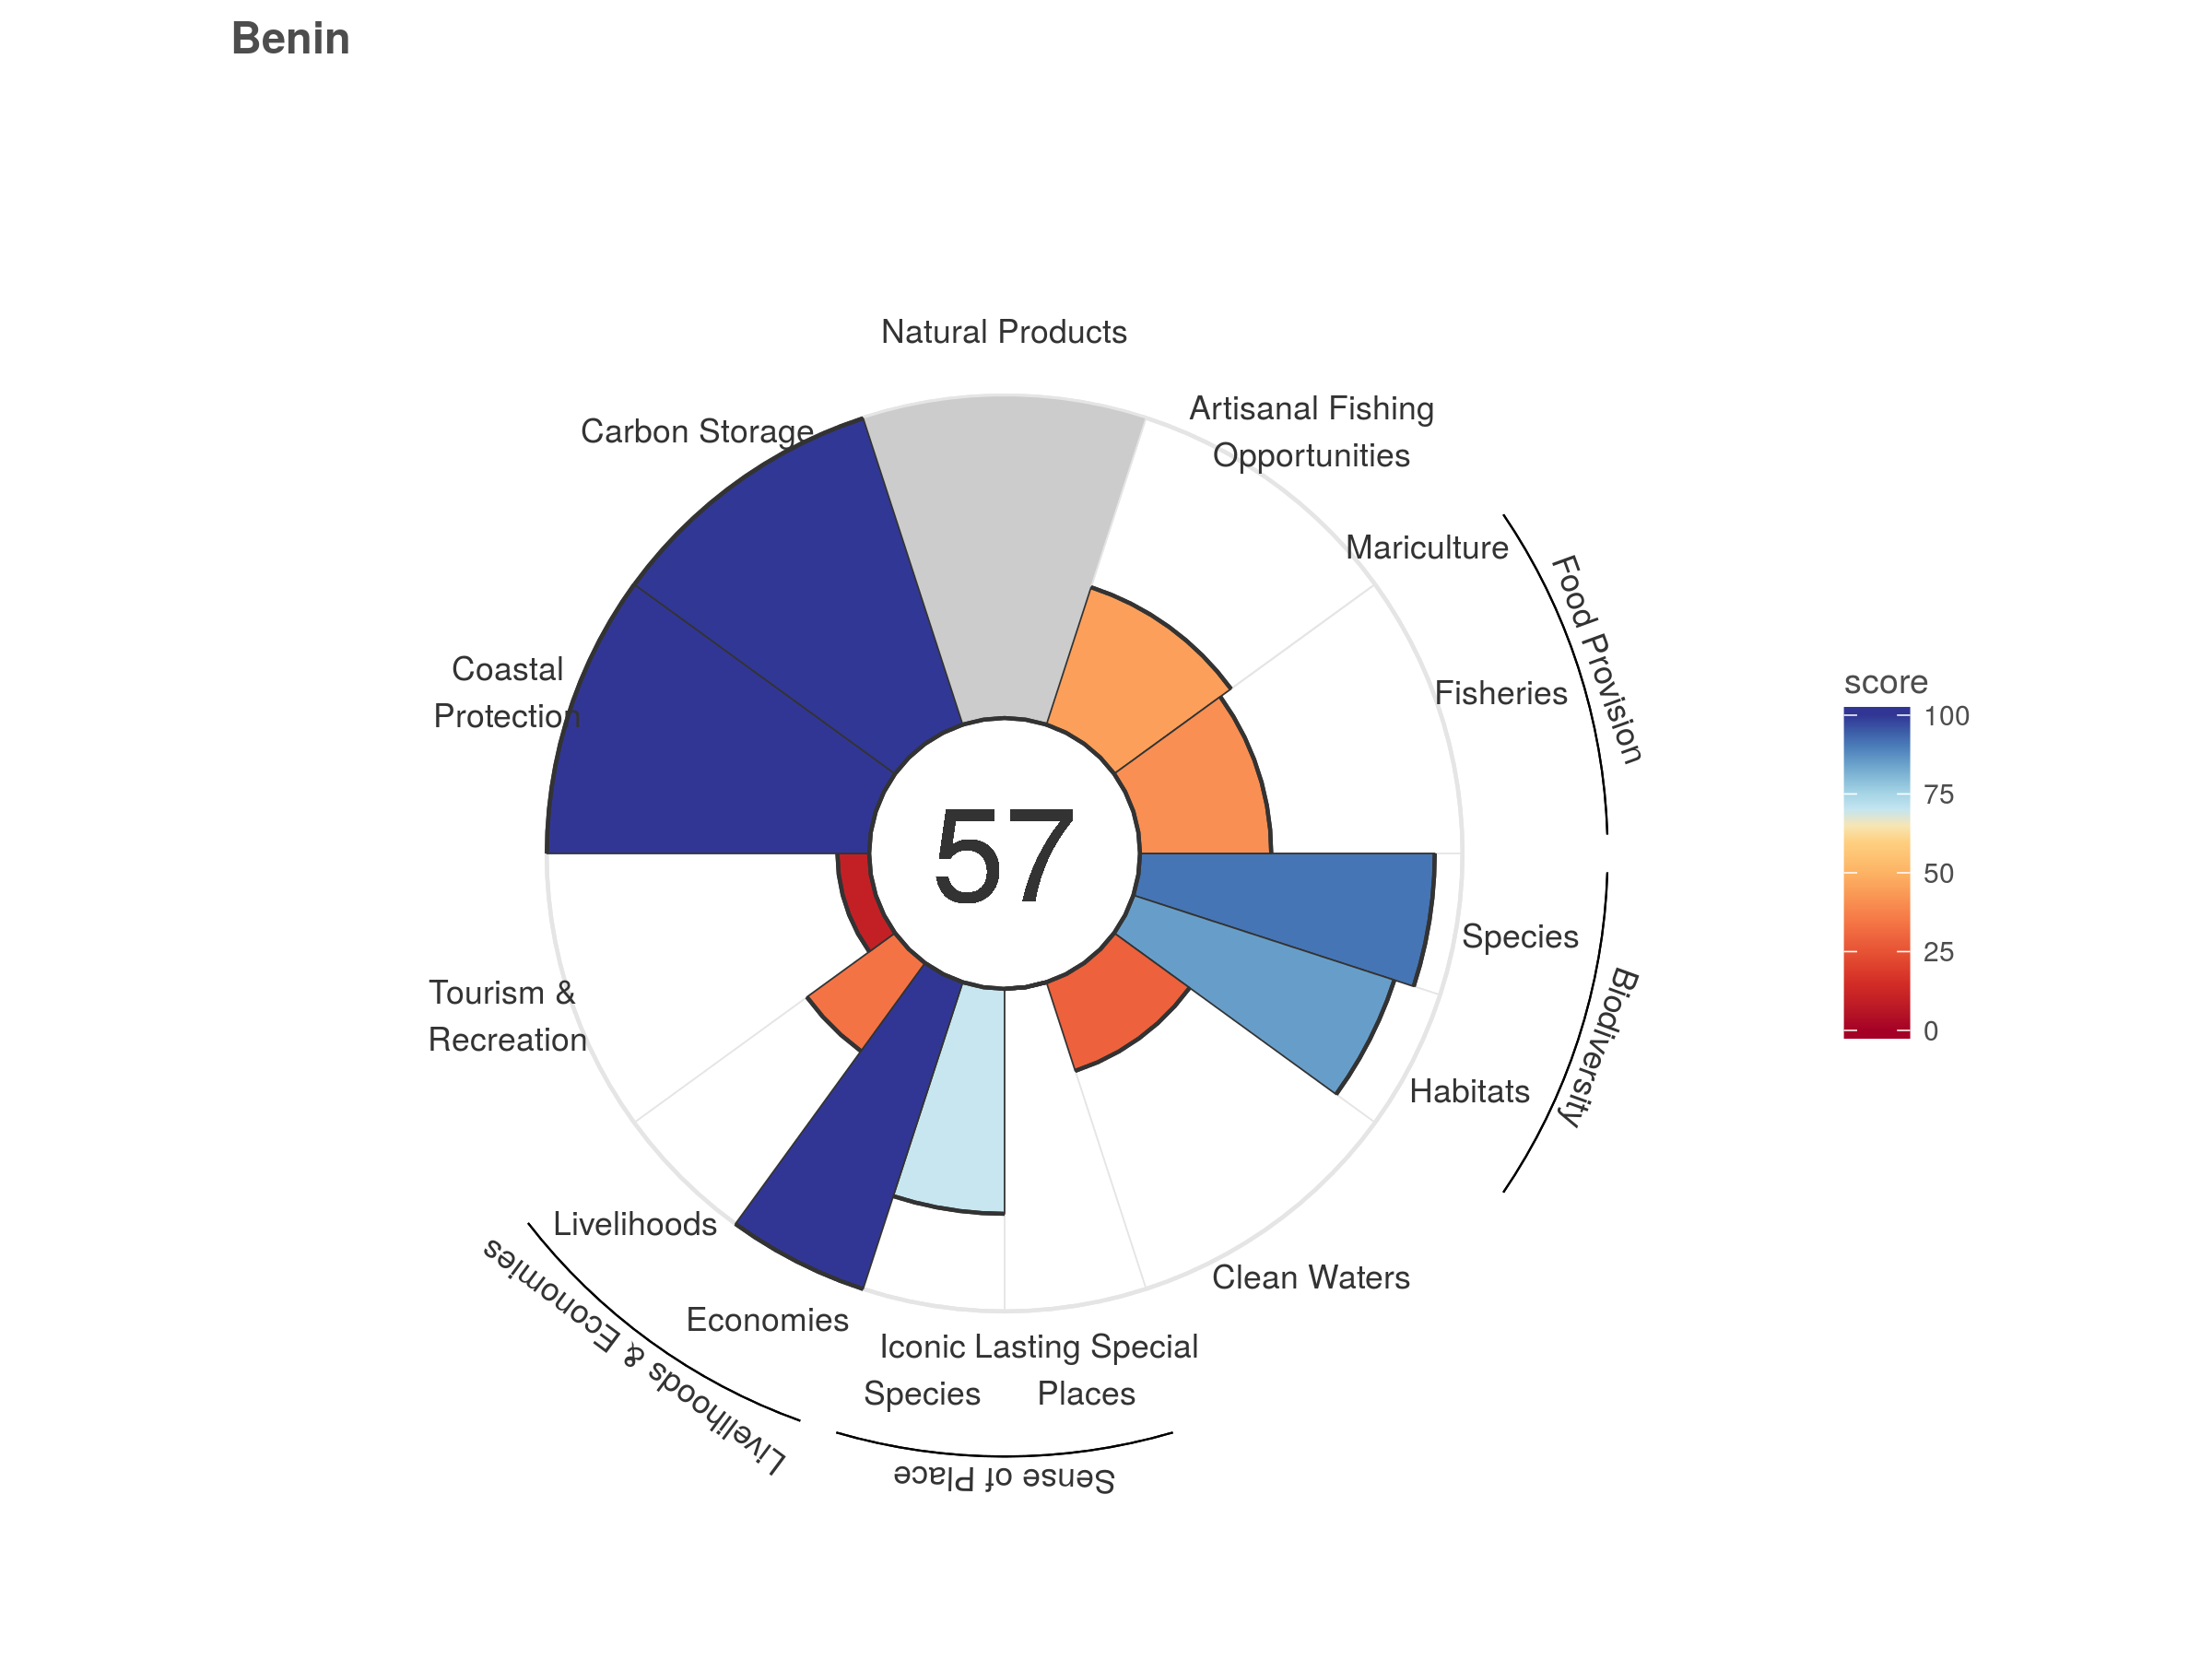 Benin
Natural Products
Carbon Storage
Artisanal Fishing
Opportunities
Mariculture
Food Provision
Fisheries
Coastal
Protection
57
score
100
75
50
25
0
Species
Biodiversity
Habitats
Tourism &
Recreation
Livelihoods
Livelihoods & Economies
Economies
Clean Waters
Iconic
Species
Lasting Special
Places
Sense of Place